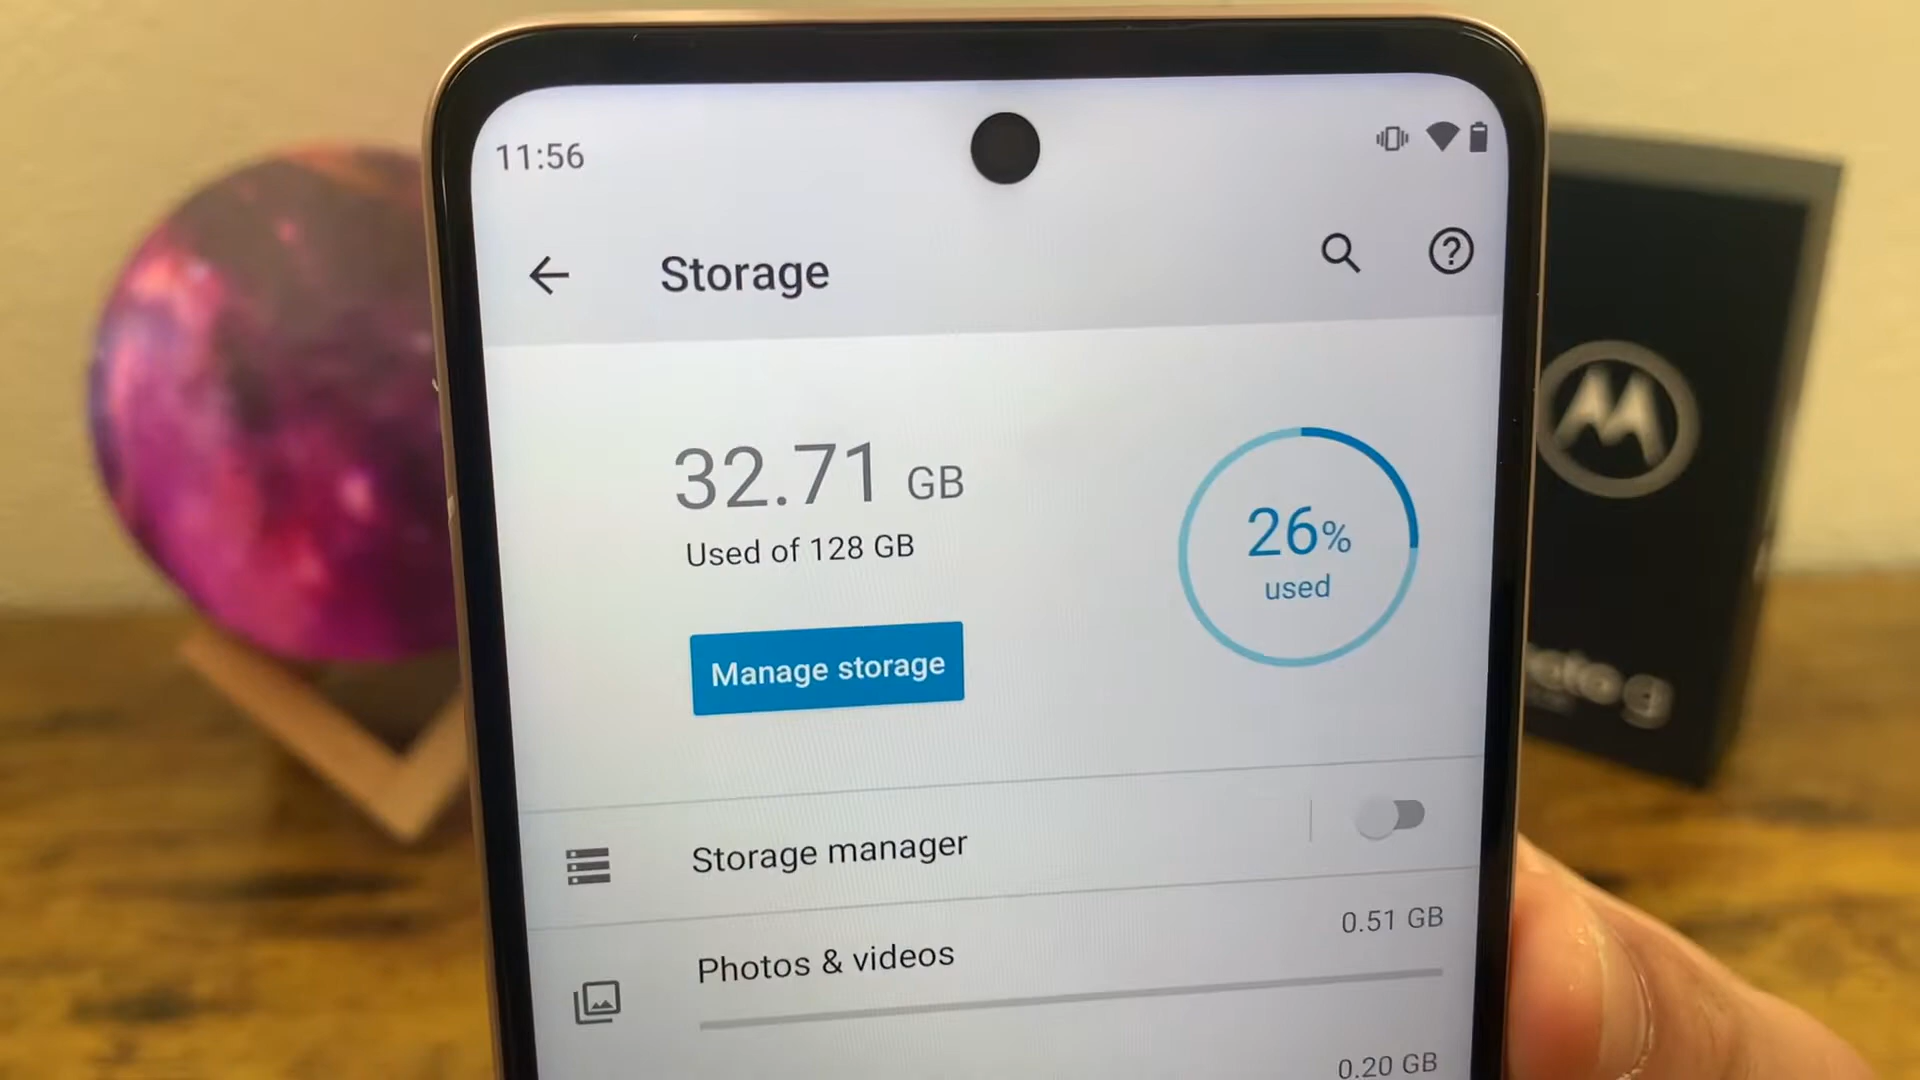 11:56
Storage
32.71 GB
Used of 128 GB
26%
used
Manage storage
Storage manager
0.51 GB
Photos & videos
0.20 GB
moto g